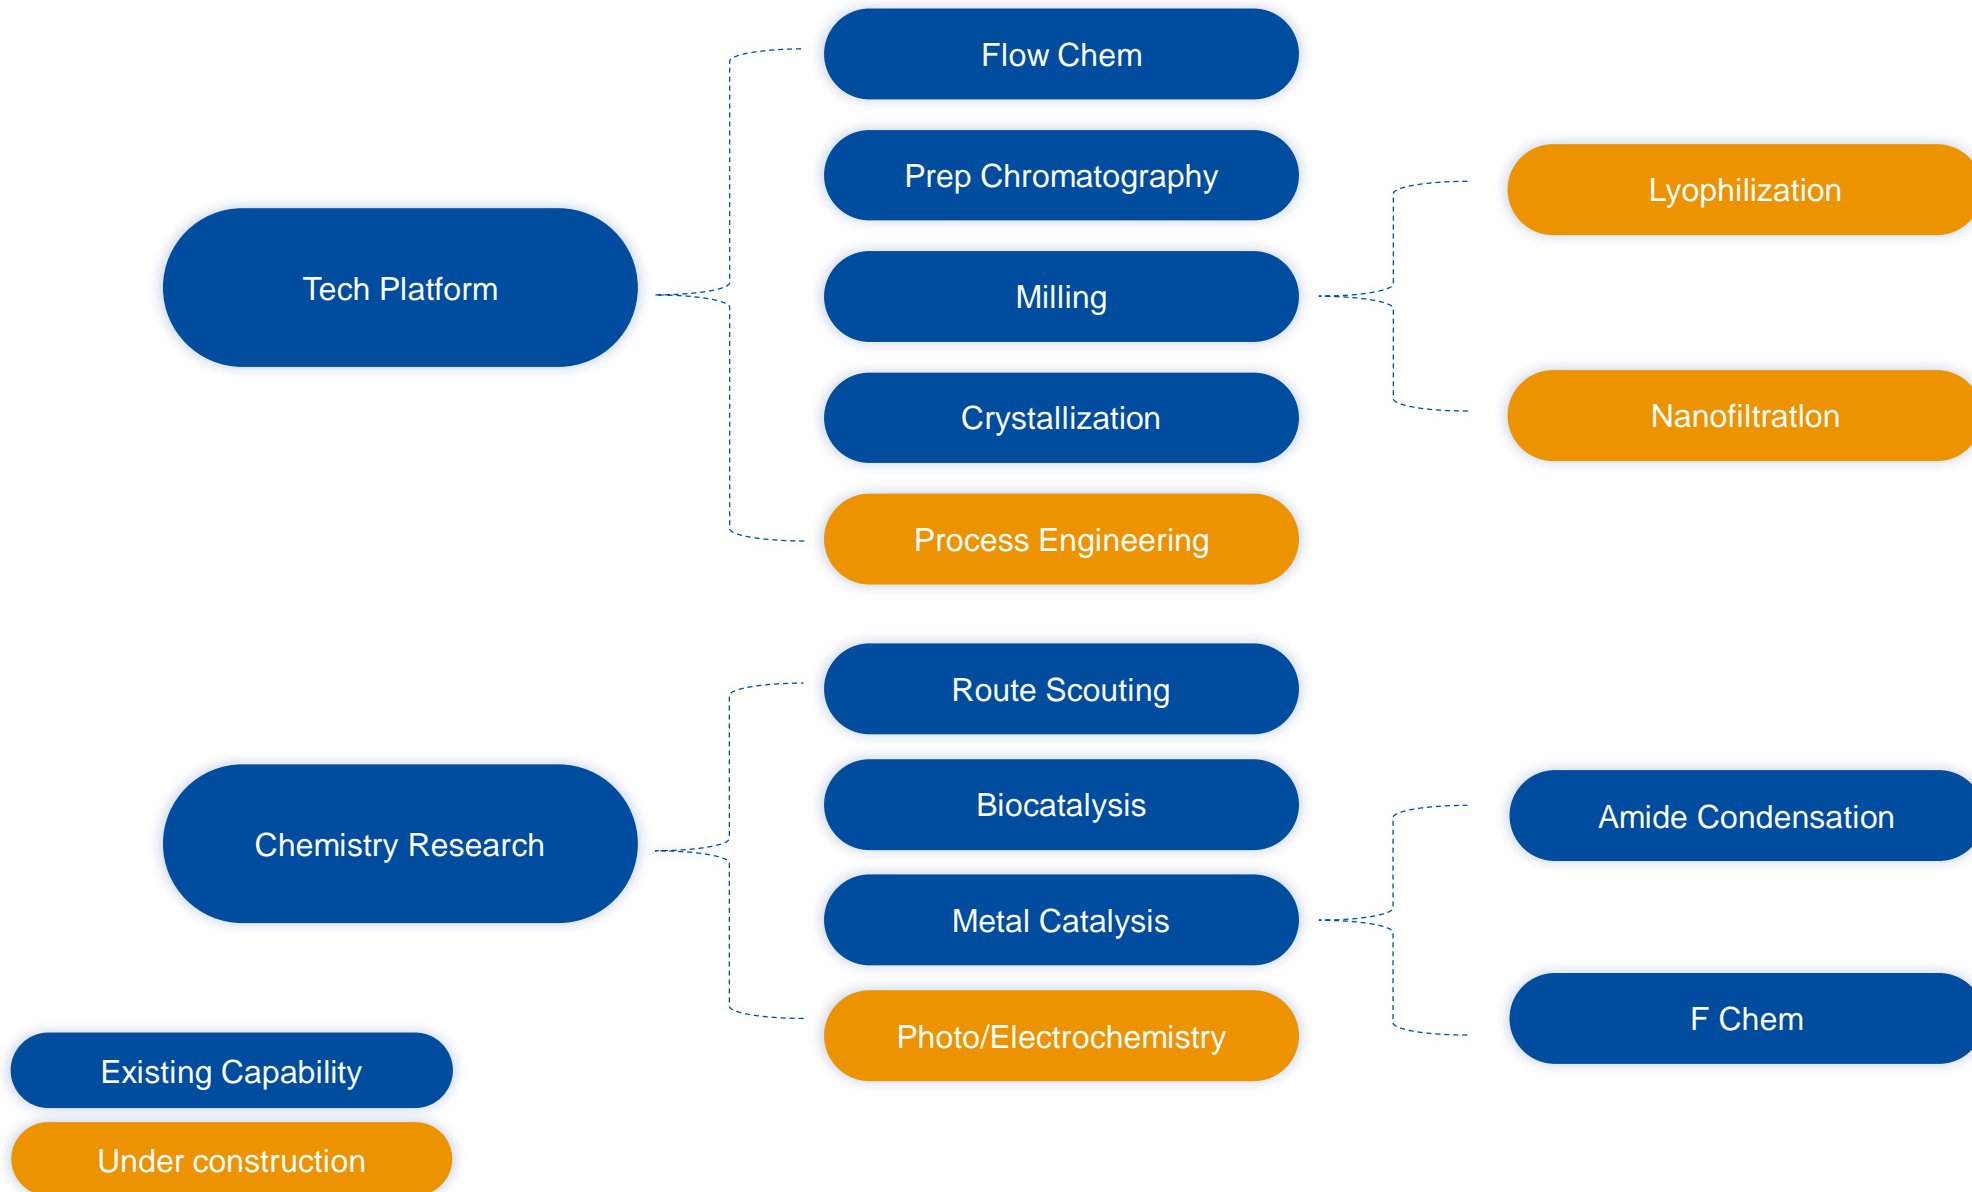 Tech Platform
Flow Chem
Prep Chromatography
Milling
Crystallization
Process Engineering
Lyophilization
Nanofiltratlon
Chemistry Research
Route Scouting
Biocatalysis
Metal Catalysis
Photo/Electrochemistry
Amide Condensation
F Chem
Existing Capability
Under construction